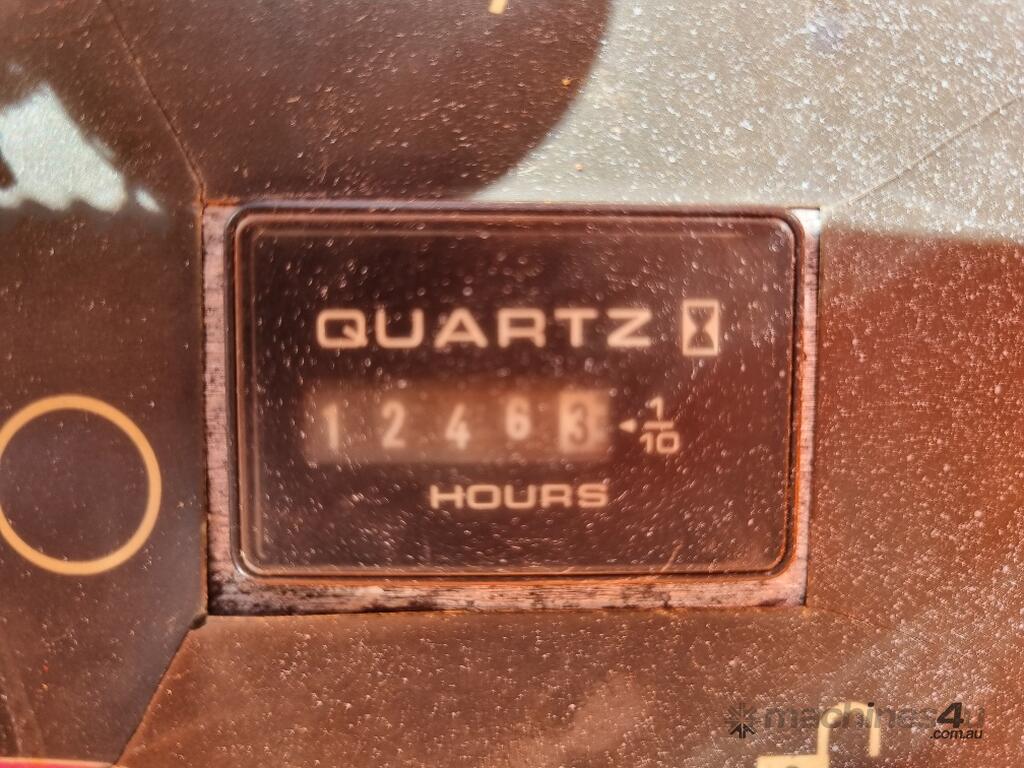 QUARTZ
12463 1/10
HOURS
machines4u
.com.au